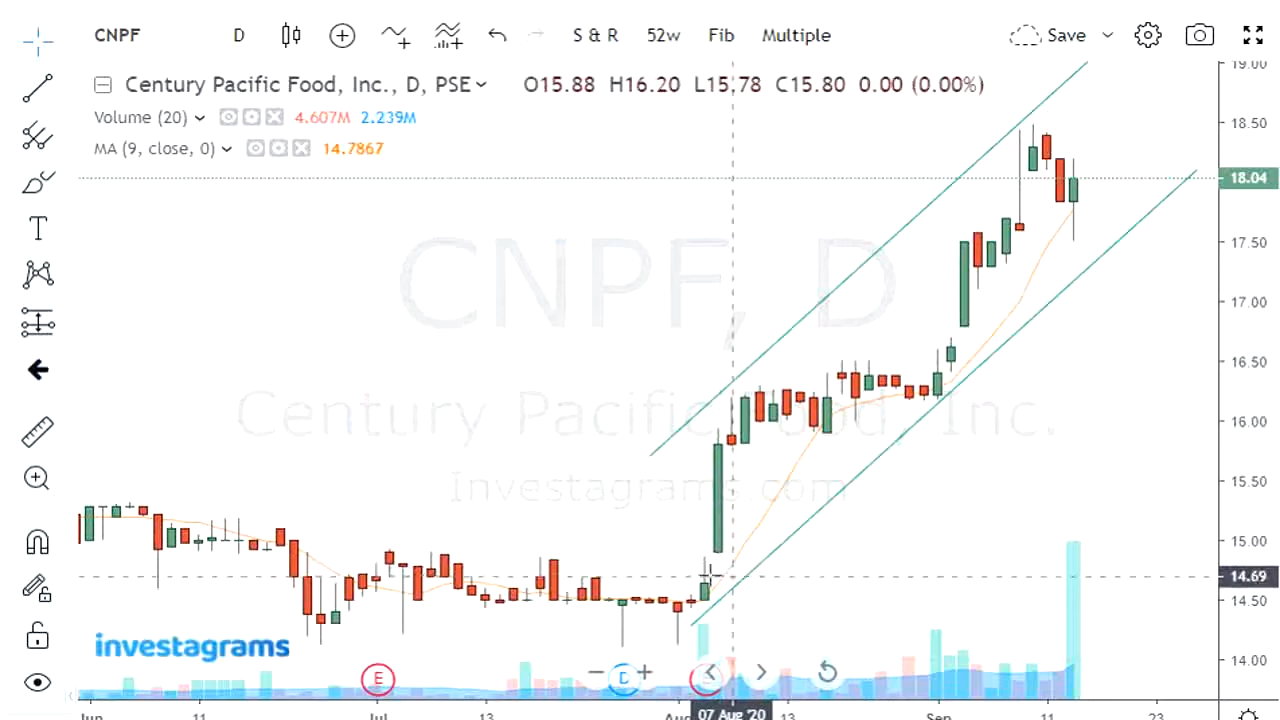 CNPF D S & R 52w Fib Multiple Save
Century Pacific Food, Inc., D, PSE O15.88 H16.20 L15.78 C15.80 0.00 (0.00%)
Volume (20) 4.607M 2.239M
MA (9, close, 0) 14.7867
19.00
18.50
18.04
17.50
17.00
16.50
16.00
15.50
15.00
14.69
14.50
14.00
CNPF, D
Century Pacific Food, Inc.
Investagrams.com
investagrams
E D
Jun 11 Jul 13 Aug 07 Aug '20 13 Sep 11 23